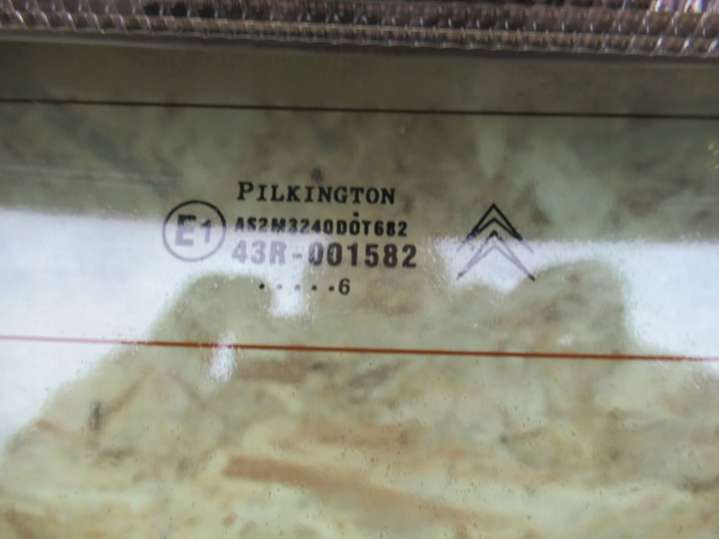 PILKINGTON
E1
AS2M3240DOT682
43R-001582
.....6